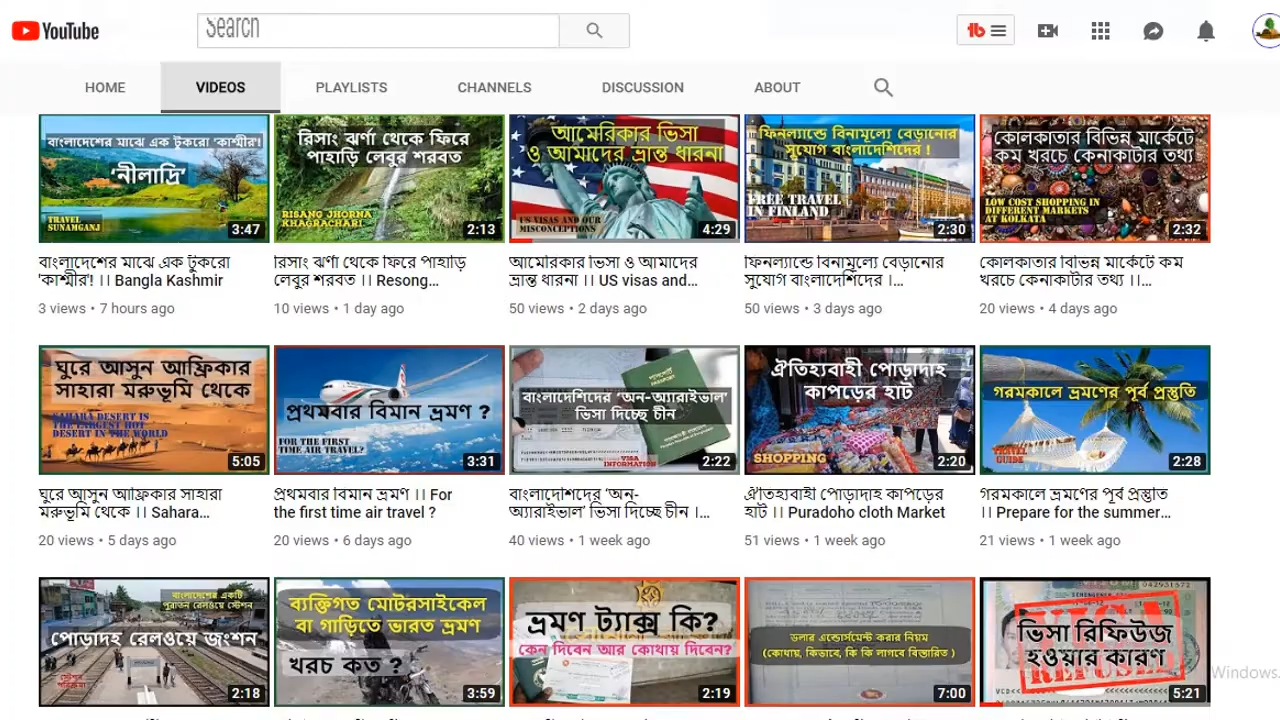 YouTube
Search
HOME VIDEOS PLAYLISTS CHANNELS DISCUSSION ABOUT
বাংলাদেশের মাঝে এক টুকরো 'কাশ্মীর'!
'নীলাদ্রি'
TRAVEL
SUNAMGANJ
3:47
রিসাং ঝর্ণা থেকে ফিরে
পাহাড়ি লেবুর শরবত
RISANG JHORNA
KHAGRACHARI
2:13
আমেরিকার ভিসা
ও আমাদের ভ্রান্ত ধারনা
US VISAS AND OUR
MISCONCEPTIONS
4:29
ফিনল্যান্ডে বিনামূল্যে বেড়ানোর
সুযোগ বাংলাদেশিদের !
FREE TRAVEL
IN FINLAND
2:30
কোলকাতার বিভিন্ন মার্কেটে
কম খরচে কেনাকাটার তথ্য
LOW COST SHOPPING IN
DIFFERENT MARKETS
AT KOLKATA
2:32
বাংলাদেশের মাঝে এক টুকরো
'কাশ্মীর'! ।। Bangla Kashmir
3 views • 7 hours ago
রিসাং ঝর্ণা থেকে ফিরে পাহাড়ি
লেবুর শরবত ।। Resong...
10 views • 1 day ago
আমেরিকার ভিসা ও আমাদের
ভ্রান্ত ধারনা ।। US visas and...
50 views • 2 days ago
ফিনল্যান্ডে বিনামূল্যে বেড়ানোর
সুযোগ বাংলাদেশিদের ।...
50 views • 3 days ago
কোলকাতার বিভিন্ন মার্কেটে কম
খরচে কেনাকাটার তথ্য ।।...
20 views • 4 days ago
ঘুরে আসুন আফ্রিকার
সাহারা মরুভূমি থেকে
SAHARA DESERT IS
THE LARGEST HOT
DESERT IN THE WORLD
5:05
প্রথমবার বিমান ভ্রমণ ?
FOR THE FIRST
TIME AIR TRAVEL?
3:31
বাংলাদেশিদের 'অন-অ্যারাইভাল'
ভিসা দিচ্ছে চীন
PASSPORT
VISA
INFORMATION
2:22
ঐতিহ্যবাহী পোড়াদাহ
কাপড়ের হাট
SHOPPING
2:20
গরমকালে ভ্রমণের পূর্ব প্রস্তুতি
TRAVEL
GUIDE
2:28
ঘুরে আসুন আফ্রিকার সাহারা
মরুভূমি থেকে ।। Sahara...
20 views • 5 days ago
প্রথমবার বিমান ভ্রমণ ।। For
the first time air travel ?
20 views • 6 days ago
বাংলাদেশিদের 'অন-
অ্যারাইভাল' ভিসা দিচ্ছে চীন ।...
40 views • 1 week ago
ঐতিহ্যবাহী পোড়াদাহ কাপড়ের
হাট ।। Puradoho cloth Market
51 views • 1 week ago
গরমকালে ভ্রমণের পূর্ব প্রস্তুতি
।। Prepare for the summer...
21 views • 1 week ago
বাংলাদেশের একটি
পুরাতন রেলওয়ে স্টেশন
পোড়াদহ রেলওয়ে জংশন
2:18
ব্যক্তিগত মোটরসাইকেল
বা গাড়িতে ভারত ভ্রমণ
খরচ কত ?
3:59
ভ্রমণ ট্যাক্স কি?
কেন দিবেন আর কোথায় দিবেন?
2:19
ডলার এন্ডোর্সমেন্ট করার নিয়ম
(কোথায়, কিভাবে, কি কি লাগবে বিস্তারিত )
7:00
ভিসা রিফিউজ
হওয়ার কারণ
5:21
Windows.